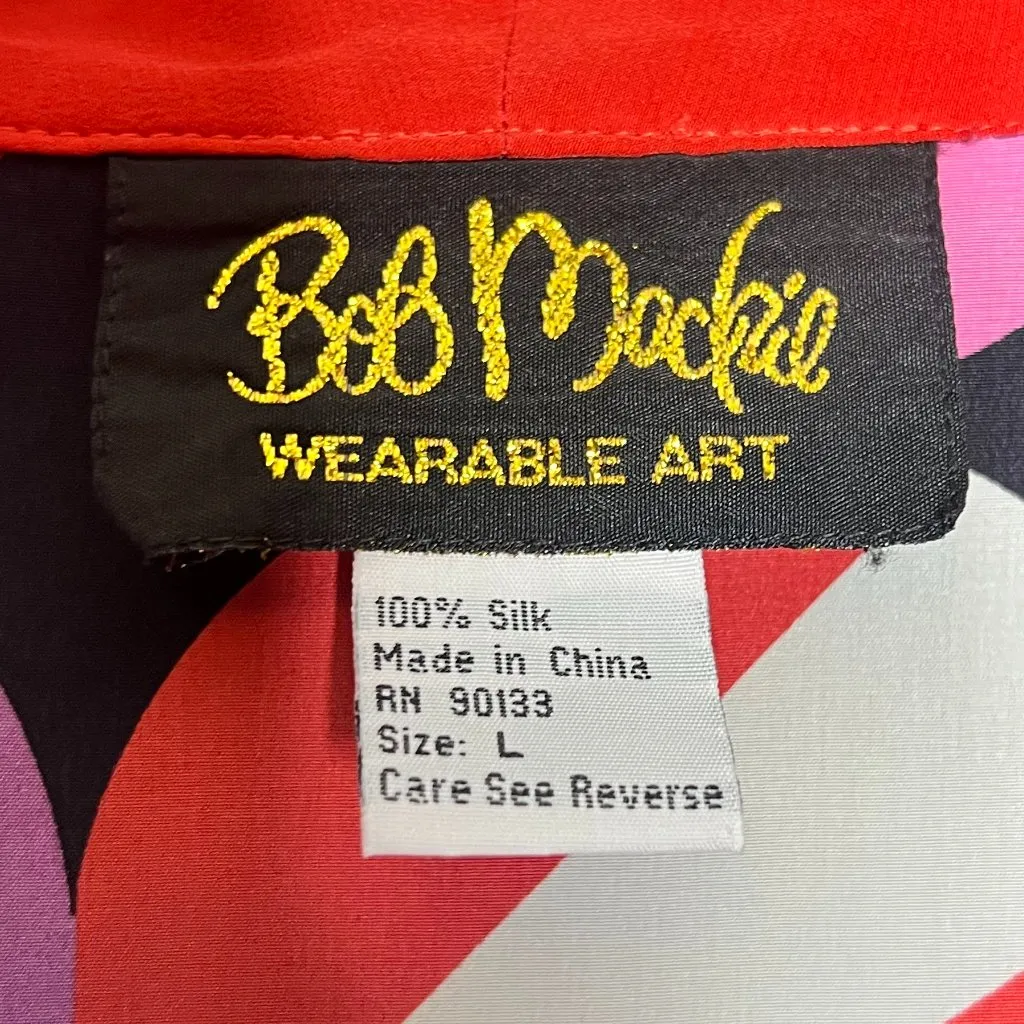 Bob Mackie
WEARABLE ART
100% Silk
Made in China
RN 90133
Size: L
Care See Reverse